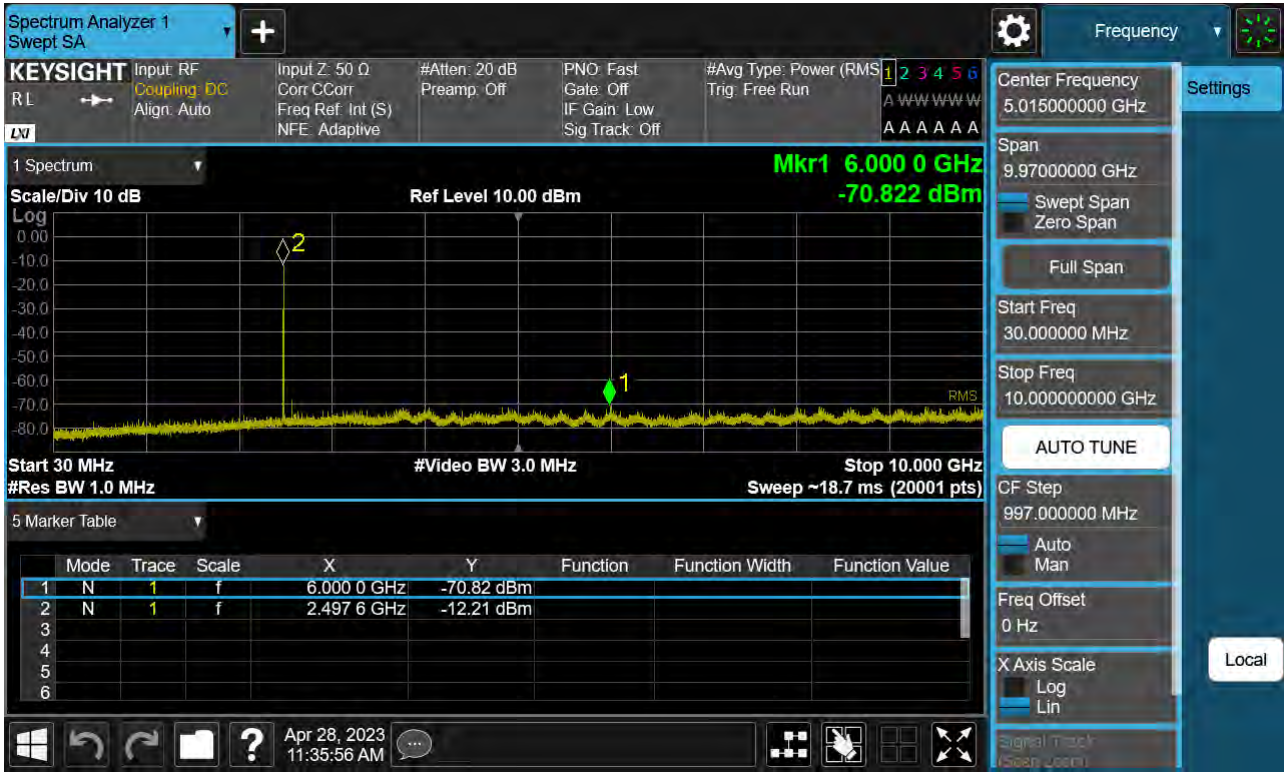 Spectrum Analyzer 1
Swept SA
Frequency
KEYSIGHT
RL
LXI
Input: RF
Coupling: DC
Align: Auto
Input Z: 50 Ω
Corr CCorr
Freq Ref: Int (S)
NFE: Adaptive
#Atten: 20 dB
Preamp: Off
PNO: Fast
Gate: Off
IF Gain: Low
Sig Track: Off
#Avg Type: Power (RMS
Trig: Free Run
1 2 3 4 5 6
A W W W W W
A A A A A A
1 Spectrum
Scale/Div 10 dB
Ref Level 10.00 dBm
Mkr1 6.000 0 GHz
-70.822 dBm
Log
0.00
-10.0
-20.0
-30.0
-40.0
-50.0
-60.0
-70.0
-80.0
2
1
RMS
Start 30 MHz
#Video BW 3.0 MHz
Stop 10.000 GHz
#Res BW 1.0 MHz
Sweep ~18.7 ms (20001 pts)
5 Marker Table
Mode Trace Scale X Y Function Function Width Function Value
1 N 1 f 6.000 0 GHz -70.82 dBm
2 N 1 f 2.497 6 GHz -12.21 dBm
3
4
5
6
Apr 28, 2023
11:35:56 AM
Center Frequency
5.015000000 GHz
Settings
Span
9.97000000 GHz
Swept Span
Zero Span
Full Span
Start Freq
30.000000 MHz
Stop Freq
10.000000000 GHz
AUTO TUNE
CF Step
997.000000 MHz
Auto
Man
Freq Offset
0 Hz
X Axis Scale
Log
Lin
Local
Signal Track
(Span Zoom)